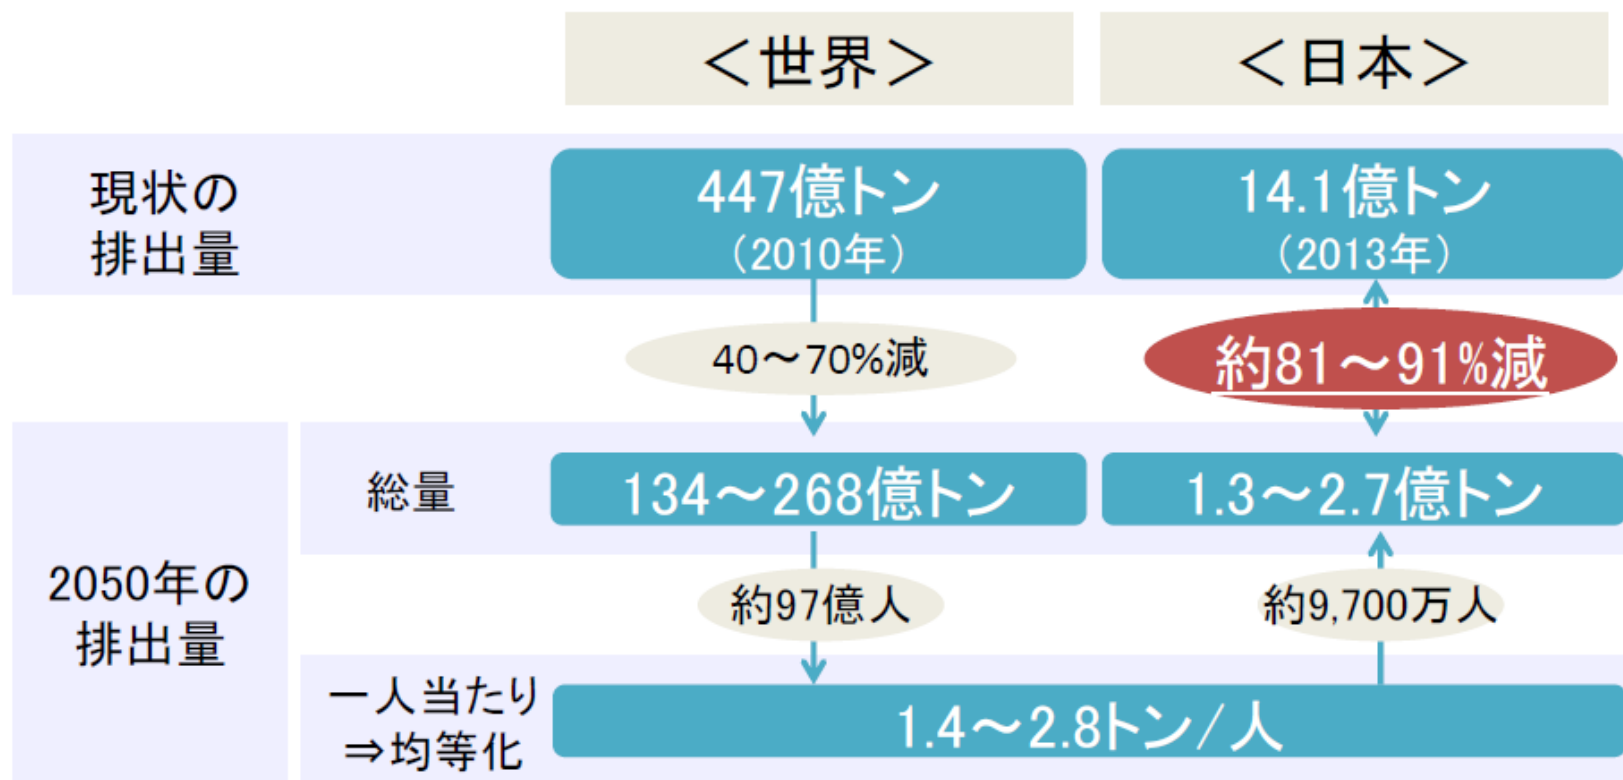 ＜世界＞
＜日本＞
現状の
排出量
447億トン
（2010年）
14.1億トン
（2013年）
40～70%減
約81～91%減
2050年の
排出量
総量
134～268億トン
1.3～2.7億トン
約97億人
約9,700万人
一人当たり
⇒均等化
1.4～2.8トン/人